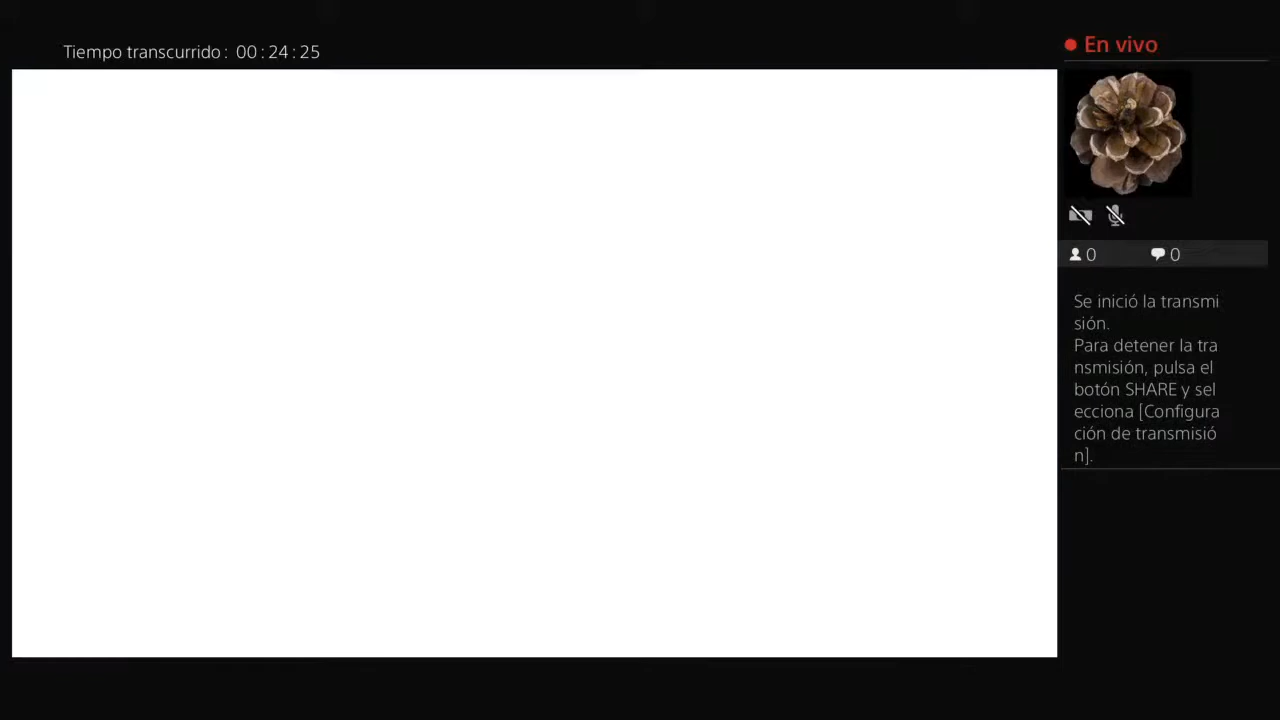 Tiempo transcurrido: 00:24:25
En vivo
0 0
Se inició la transmi
sión.
Para detener la tra
nsmisión, pulsa el
botón SHARE y sel
ecciona [Configura
ción de transmisió
n].